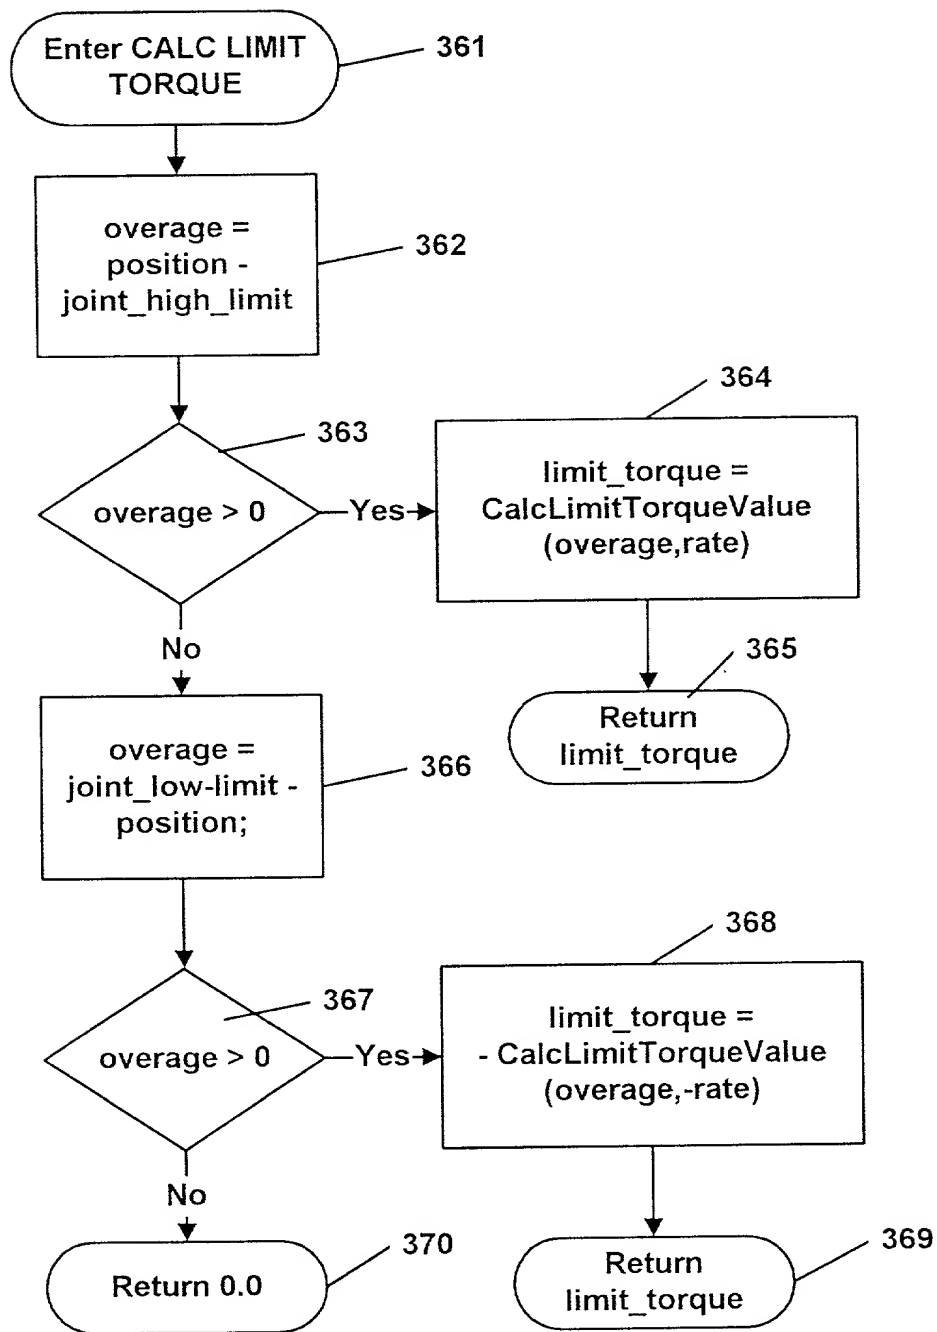 Enter CALC LIMIT
TORQUE
361
overage =
position -
joint_high_limit
362
363
overage > 0
Yes
364
limit_torque =
CalcLimitTorqueValue
(overage,rate)
No
365
Return
limit_torque
overage =
joint_low-limit -
position;
366
367
overage > 0
Yes
368
limit_torque =
- CalcLimitTorqueValue
(overage,-rate)
No
370
Return 0.0
369
Return
limit_torque